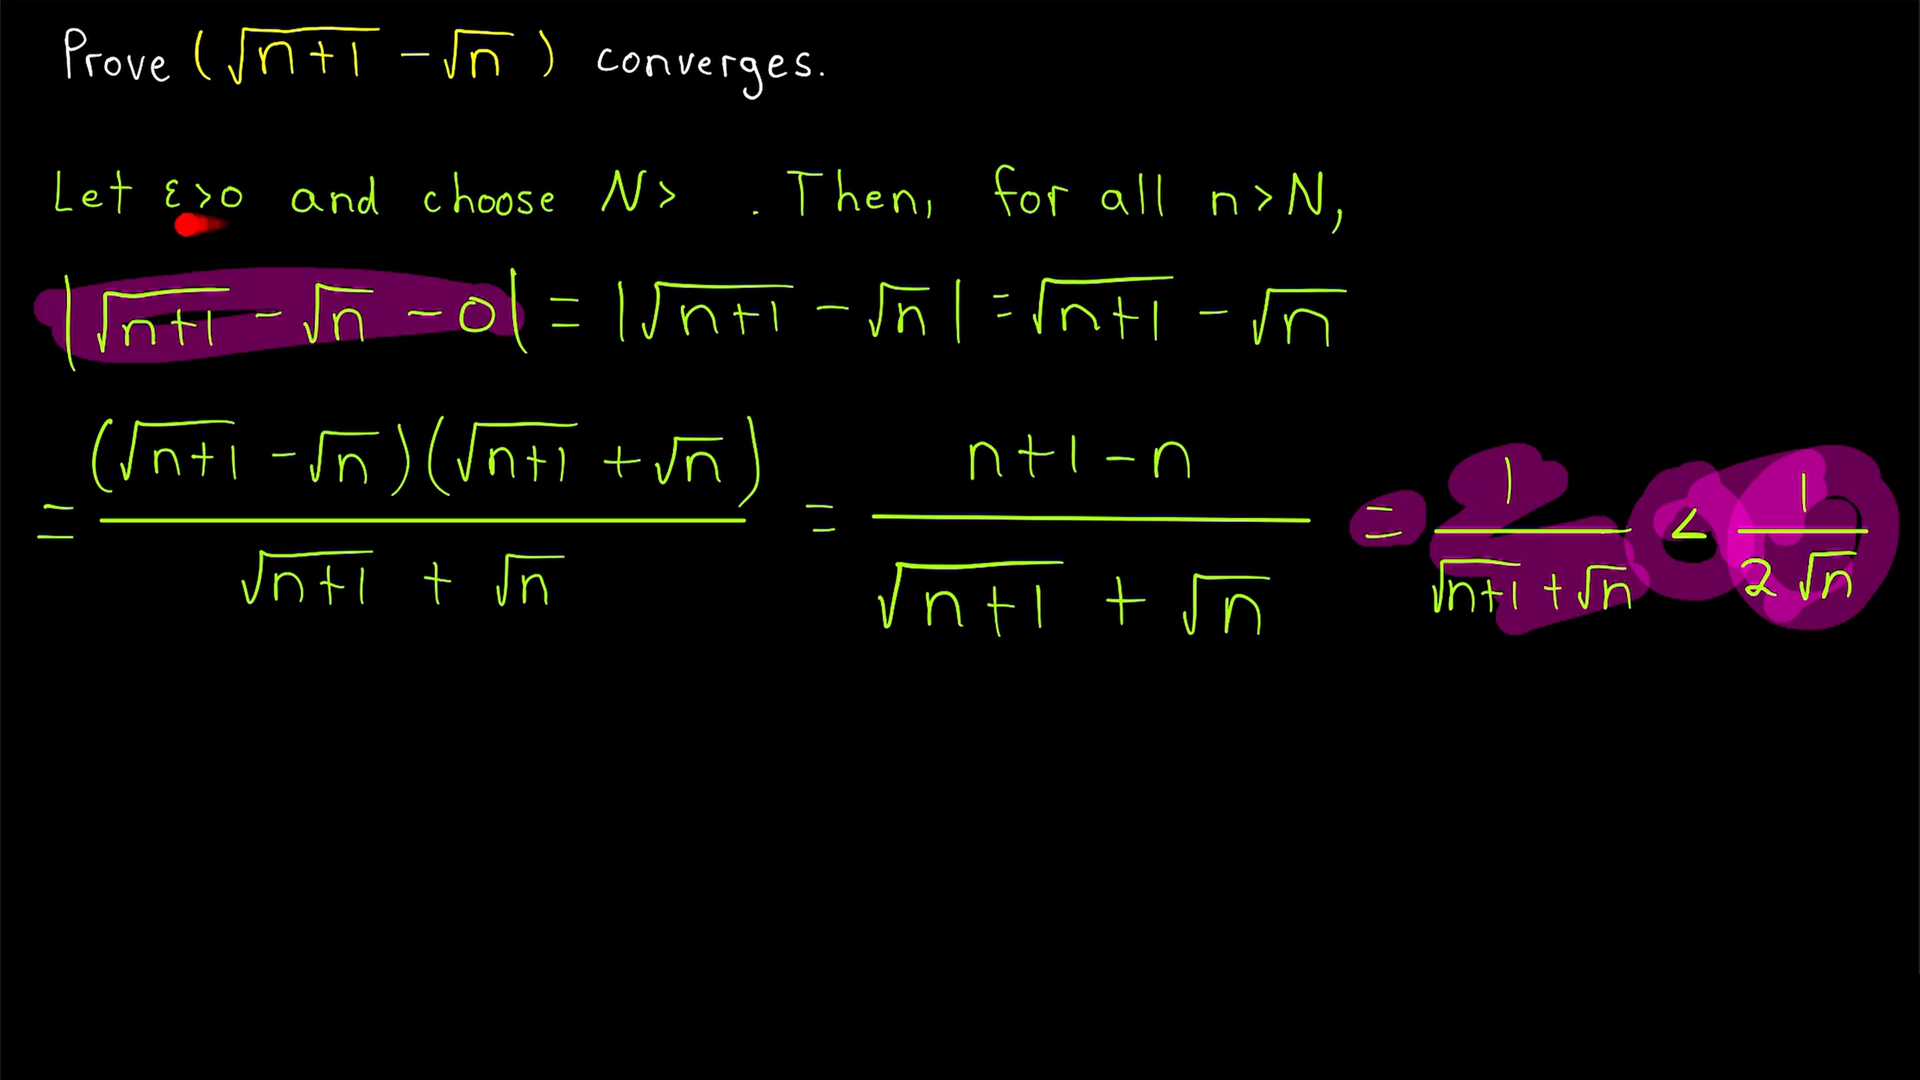 Prove (√(n+1) - √n) converges.
Let ε>0 and choose N> . Then, for all n>N,
|√(n+1) - √n - 0| = |√(n+1) - √n| = √(n+1) - √n
= (√(n+1) - √n)(√(n+1) + √n) / (√(n+1) + √n) = (n+1-n) / (√(n+1) + √n) = 1 / (√(n+1) + √n) < 1 / (2√n)